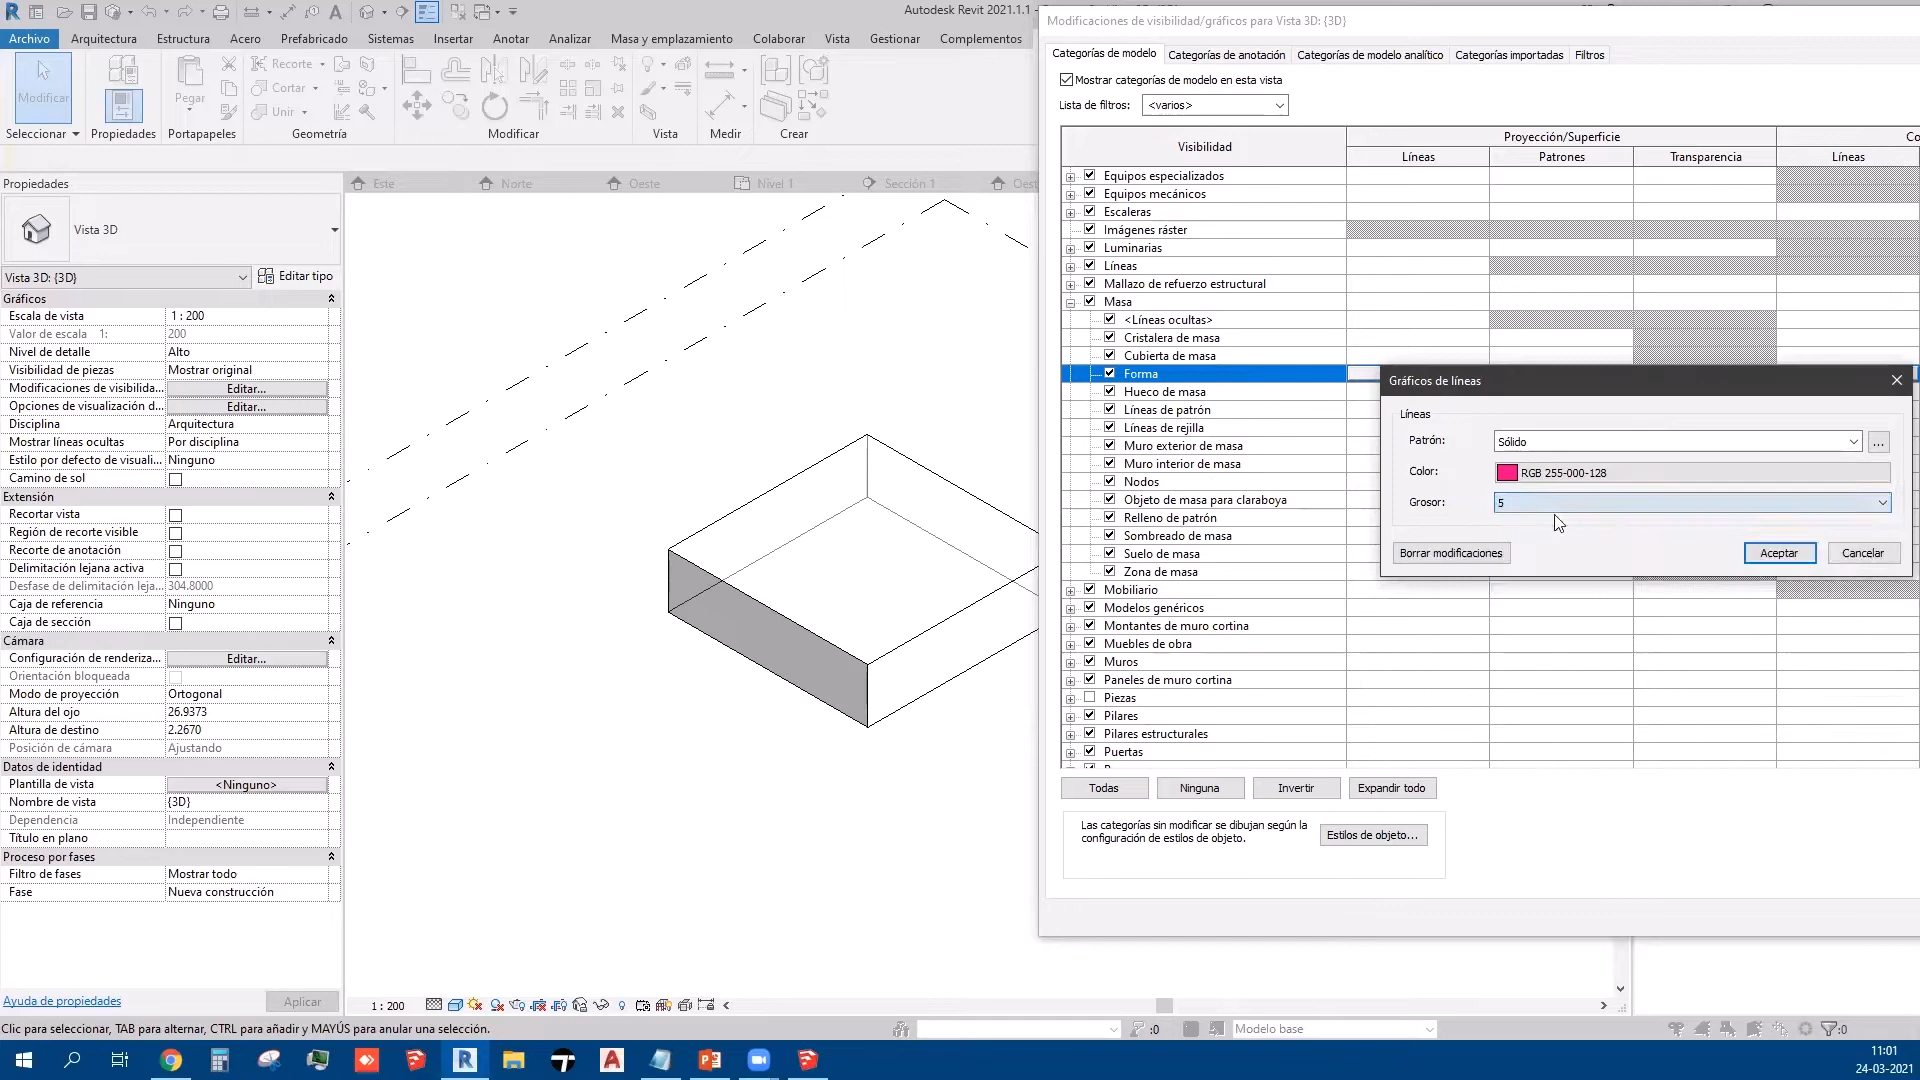 Autodesk Revit 2021.1.1 -
Archivo Arquitectura Estructura Acero Prefabricado Sistemas Insertar Anotar Analizar Masa y emplazamiento Colaborar Vista Gestionar Complementos
Modificar
Pegar
Recorte
Cortar
Unir
Seleccionar Propiedades Portapapeles Geometría Modificar Vista Medir Crear
Propiedades
Este Norte Oeste Nivel 1 Sección 1
Vista 3D
Vista 3D: {3D} Editar tipo
Gráficos
Escala de vista 1 : 200
Valor de escala 1: 200
Nivel de detalle Alto
Visibilidad de piezas Mostrar original
Modificaciones de visibilida... Editar...
Opciones de visualización d... Editar...
Disciplina Arquitectura
Mostrar líneas ocultas Por disciplina
Estilo por defecto de visuali... Ninguno
Camino de sol
Extensión
Recortar vista
Región de recorte visible
Recorte de anotación
Delimitación lejana activa
Desfase de delimitación leja... 304.8000
Caja de referencia Ninguno
Caja de sección
Cámara
Configuración de renderiza... Editar...
Orientación bloqueada
Modo de proyección Ortogonal
Altura del ojo 26.9373
Altura de destino 2.2670
Posición de cámara Ajustando
Datos de identidad
Plantilla de vista <Ninguno>
Nombre de vista {3D}
Dependencia Independiente
Título en plano
Proceso por fases
Filtro de fases Mostrar todo
Fase Nueva construcción
Ayuda de propiedades Aplicar
1 : 200
Clic para seleccionar, TAB para alternar, CTRL para añadir y MAYÚS para anular una selección.
:0 Modelo base :0
Modificaciones de visibilidad/gráficos para Vista 3D: {3D}
Categorías de modelo Categorías de anotación Categorías de modelo analítico Categorías importadas Filtros
Mostrar categorías de modelo en esta vista
Lista de filtros: <varios>
Visibilidad Proyección/Superficie Co
Líneas Patrones Transparencia Líneas
Equipos especializados
Equipos mecánicos
Escaleras
Imágenes ráster
Luminarias
Líneas
Mallazo de refuerzo estructural
Masa
<Líneas ocultas>
Cristalera de masa
Cubierta de masa
Forma
Hueco de masa
Líneas de patrón
Líneas de rejilla
Muro exterior de masa
Muro interior de masa
Nodos
Objeto de masa para claraboya
Relleno de patrón
Sombreado de masa
Suelo de masa
Zona de masa
Mobiliario
Modelos genéricos
Montantes de muro cortina
Muebles de obra
Muros
Paneles de muro cortina
Piezas
Pilares
Pilares estructurales
Puertas
Todas Ninguna Invertir Expandir todo
Las categorías sin modificar se dibujan según la
configuración de estilos de objeto.
Estilos de objeto...
Gráficos de líneas
Líneas
Patrón: Sólido ...
Color: RGB 255-000-128
Grosor: 5
Borrar modificaciones Aceptar Cancelar
11:01
24-03-2021